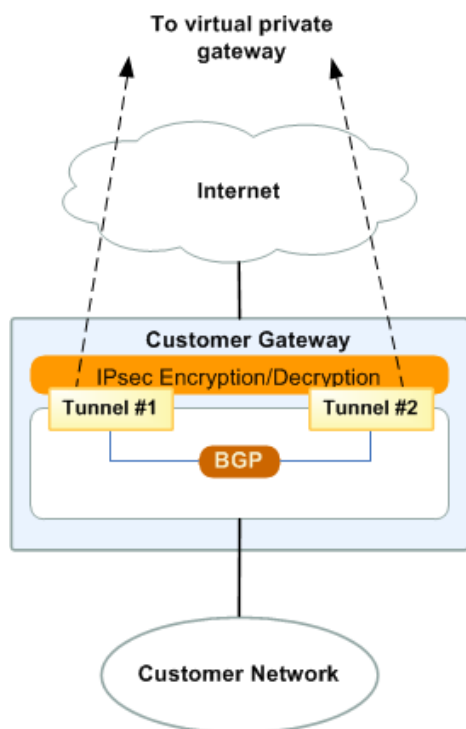 To virtual private
gateway
Internet
Customer Gateway
IPsec Encryption/Decryption
Tunnel #1
Tunnel #2
BGP
Customer Network